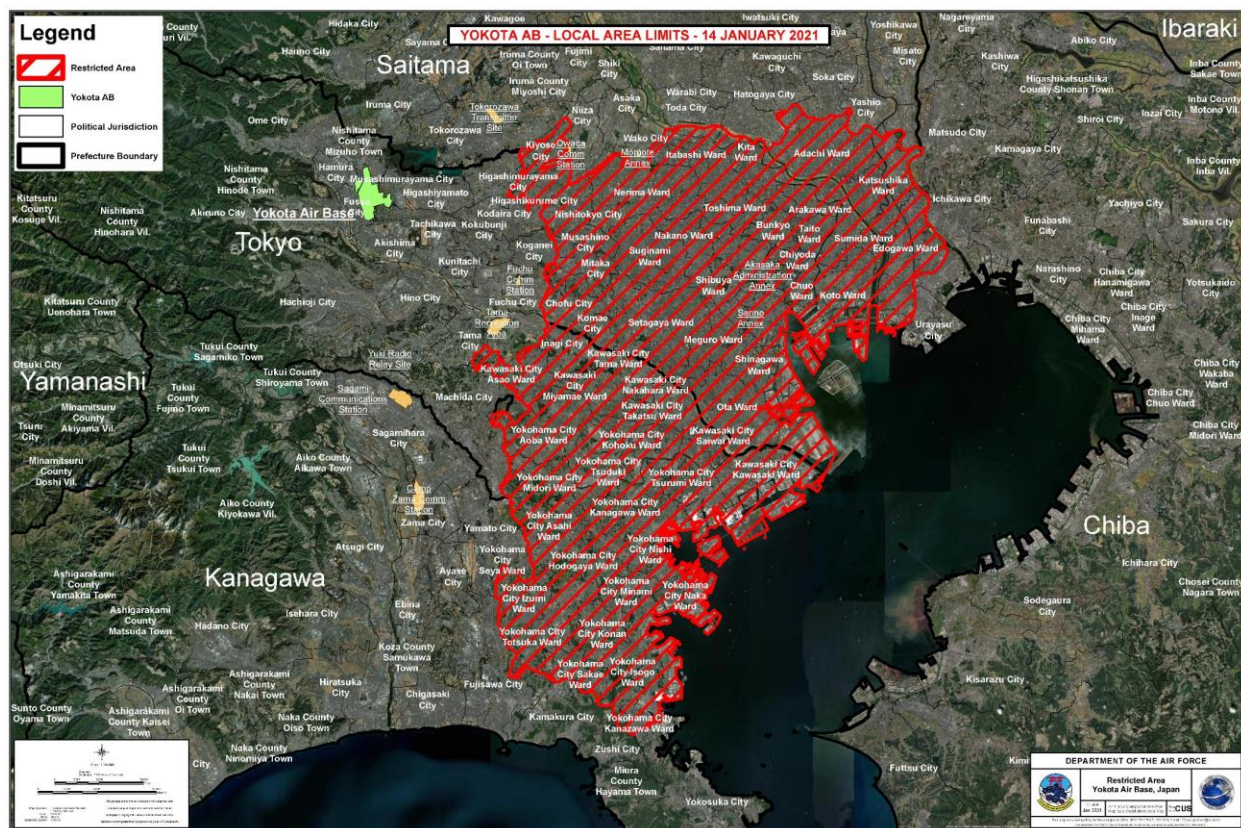 YOKOTA AB - LOCAL AREA LIMITS - 14 JANUARY 2021
Legend
Restricted Area
Yokota AB
Political Jurisdiction
Prefecture Boundary
Saitama
Ibaraki
Tokyo
Yamanashi
Kanagawa
Chiba
Hidaka City
Kawagoe
Iwatsuki City
Nagareyama City
Yoshikawa City
Hanno City
Sayama City
Iruma County
Oi Town
Fujimi City
Shiki City
Saitama City
Kawaguchi City
Misato City
Kashiwa City
Abiko City
Inba County
Sakae Town
Iruma County
Miyoshi City
Asaka City
Warabi City
Toda City
Hatogaya City
Soka City
Yashio City
Higashikatsushika
County Shonan Town
Inba County
Motono Vil.
Inzai City
Shiroi City
Ome City
Iruma City
Tokorozawa
Transmitter
Site
Tokorozawa
City
Niiza
City
Wako City
Matsudo City
Kamagaya City
Inba County
Inba Vil.
Nishitama
County
Mizuho Town
Kiyose
City
Owada
Comm
Station
Momote
Annex
Itabashi Ward
Kita
Ward
Adachi Ward
Nishitama
County
Hinode Town
Hamura
City
Musashimurayama City
Higashimurayama
City
Higashiyamato
City
Higashikurume City
Nerima Ward
Katsushika
Ward
Ichikawa City
Yachiyo City
Kitatsuru
County
Kosuge Vil.
Nishitama
County
Hinohara Vil.
Akiruno City
Yokota Air Base
Fussa
City
Tachikawa
City
Kodaira City
Kokubunji
City
Nishitokyo City
Toshima Ward
Arakawa Ward
Bunkyo
Ward
Taito
Ward
Sumida Ward
Edogawa Ward
Funabashi
City
Sakura City
Akishima
City
Koganei
City
Musashino
City
Nakano Ward
Suginami
Ward
Chiyoda
Ward
Narashino
City
Chiba City
Hanamigawa
Ward
Yotsukaido
City
Kunitachi
City
Fuchu
Comm
Station
Mitaka
City
Shibuya
Ward
Akasaka
Administration
Annex
Chuo
Ward
Koto Ward
Chiba City
Inage
Ward
Kitatsuru County
Uenohara Town
Hachioji City
Hino City
Fuchu City
Chofu City
Komae
City
Setagaya Ward
Sanno
Annex
Urayasu
City
Chiba City
Mihama
Ward
Tama
Recreation
Area
Tama
City
Inagi City
Meguro Ward
Shinagawa
Ward
Otsuki City
Tukui County
Sagamiko Town
Yuki Radio
Relay Site
Kawasaki City
Tama Ward
Chiba City
Wakaba
Ward
Tukui County
Shiroyama Town
Kawasaki City
Asao Ward
Kawasaki
City
Miyamae Ward
Kawasaki City
Nakahara Ward
Chiba City
Chuo Ward
Minamitsuru
County
Akiyama Vil.
Tukui
County
Fujino Town
Sagami
Communications
Station
Machida City
Kawasaki City
Takatsu Ward
Ota Ward
Chiba City
Midori Ward
Tsuru
City
Sagamihara
City
Yokohama City
Aoba Ward
Yokohama City
Kohoku Ward
Kawasaki City
Saiwai Ward
Minamitsuru
County
Doshi Vil.
Tukui
County
Tsukui Town
Aiko County
Aikawa Town
Yokohama City
Midori Ward
Yokohama City
Tsuduki
Ward
Yokohama City
Tsurumi Ward
Kawasaki City
Kawasaki Ward
Aiko County
Kiyokawa Vil.
Camp
Zama Comm
Station
Zama City
Yokohama City
Kanagawa Ward
Yamato City
Yokohama
City Asahi
Ward
Atsugi City
Yokohama
City
Seya Ward
Yokohama
City Nishi
Ward
Yokohama City
Hodogaya Ward
Ichihara City
Ashigarakami
County
Yamakita Town
Ayase
City
Yokohama
City Izumi
Ward
Yokohama
City Minami
Ward
Yokohama
City Naka
Ward
Chosei County
Nagara Town
Ashigarakami
County
Matsuda Town
Isehara City
Ebina
City
Sodegaura
City
Hadano City
Yokohama City
Totsuka Ward
Yokohama
City Konan
Ward
Koza County
Samukawa
Town
Ashigarakami
County
Nakai Town
Yokohama
City Sakae
Ward
Yokohama
City Isogo
Ward
Ashigarakami
County
Oi Town
Hiratsuka
City
Fujisawa City
Kisarazu City
Sunto County
Oyama Town
Ashigarakami
County Kaisei
Town
Naka County
Oiso Town
Chigasaki
City
Kamakura City
Yokohama City
Kanazawa Ward
Naka County
Ninomiya Town
City
Zushi City
Miura
County
Hayama Town
Futtsu City
Yokosuka City
DEPARTMENT OF THE AIR FORCE
Restricted Area
Yokota Air Base, Japan
Jan 2021
CUS